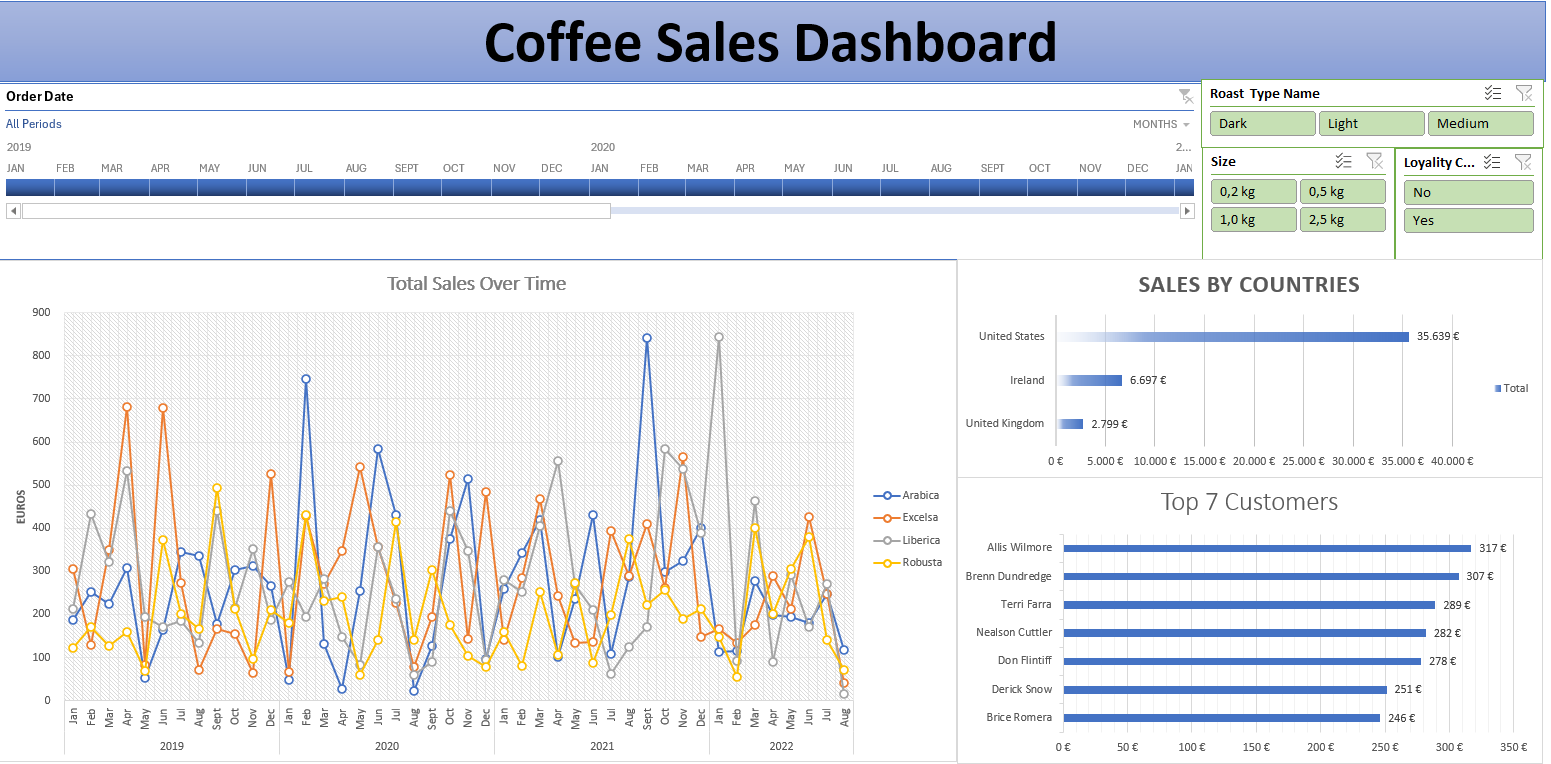 Coffee Sales Dashboard
Order Date
All Periods
MONTHS
2019 2020 2...
JAN FEB MAR APR MAY JUN JUL AUG SEPT OCT NOV DEC JAN FEB MAR APR MAY JUN JUL AUG SEPT OCT NOV DEC JAN
Roast Type Name
Dark Light Medium
Size
0,2 kg 0,5 kg
1,0 kg 2,5 kg
Loyality C...
No
Yes
Total Sales Over Time
900
800
700
600
500
400
300
200
100
0
EUROS
Jan Feb Mar Apr May Jun Jul Aug Sept Oct Nov Dec Jan Feb Mar Apr May Jun Jul Aug Sept Oct Nov Dec Jan Feb Mar Apr May Jun Jul Aug Sept Oct Nov Dec Jan Feb Mar Apr May Jun Jul Aug
2019 2020 2021 2022
Arabica
Excelsa
Liberica
Robusta
SALES BY COUNTRIES
United States 35.639 €
Ireland 6.697 €
United Kingdom 2.799 €
0 € 5.000 € 10.000 € 15.000 € 20.000 € 25.000 € 30.000 € 35.000 € 40.000 €
Total
Top 7 Customers
Allis Wilmore 317 €
Brenn Dundredge 307 €
Terri Farra 289 €
Nealson Cuttler 282 €
Don Flintiff 278 €
Derick Snow 251 €
Brice Romera 246 €
0 € 50 € 100 € 150 € 200 € 250 € 300 € 350 €